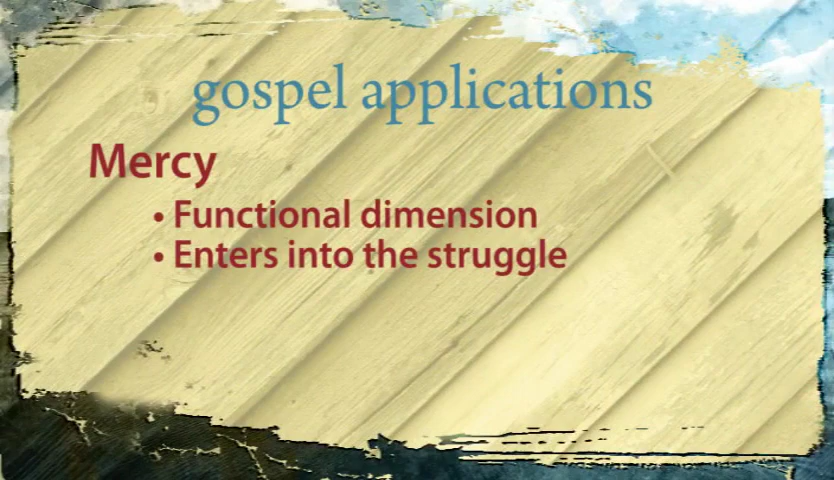 gospel applications
Mercy
• Functional dimension
• Enters into the struggle